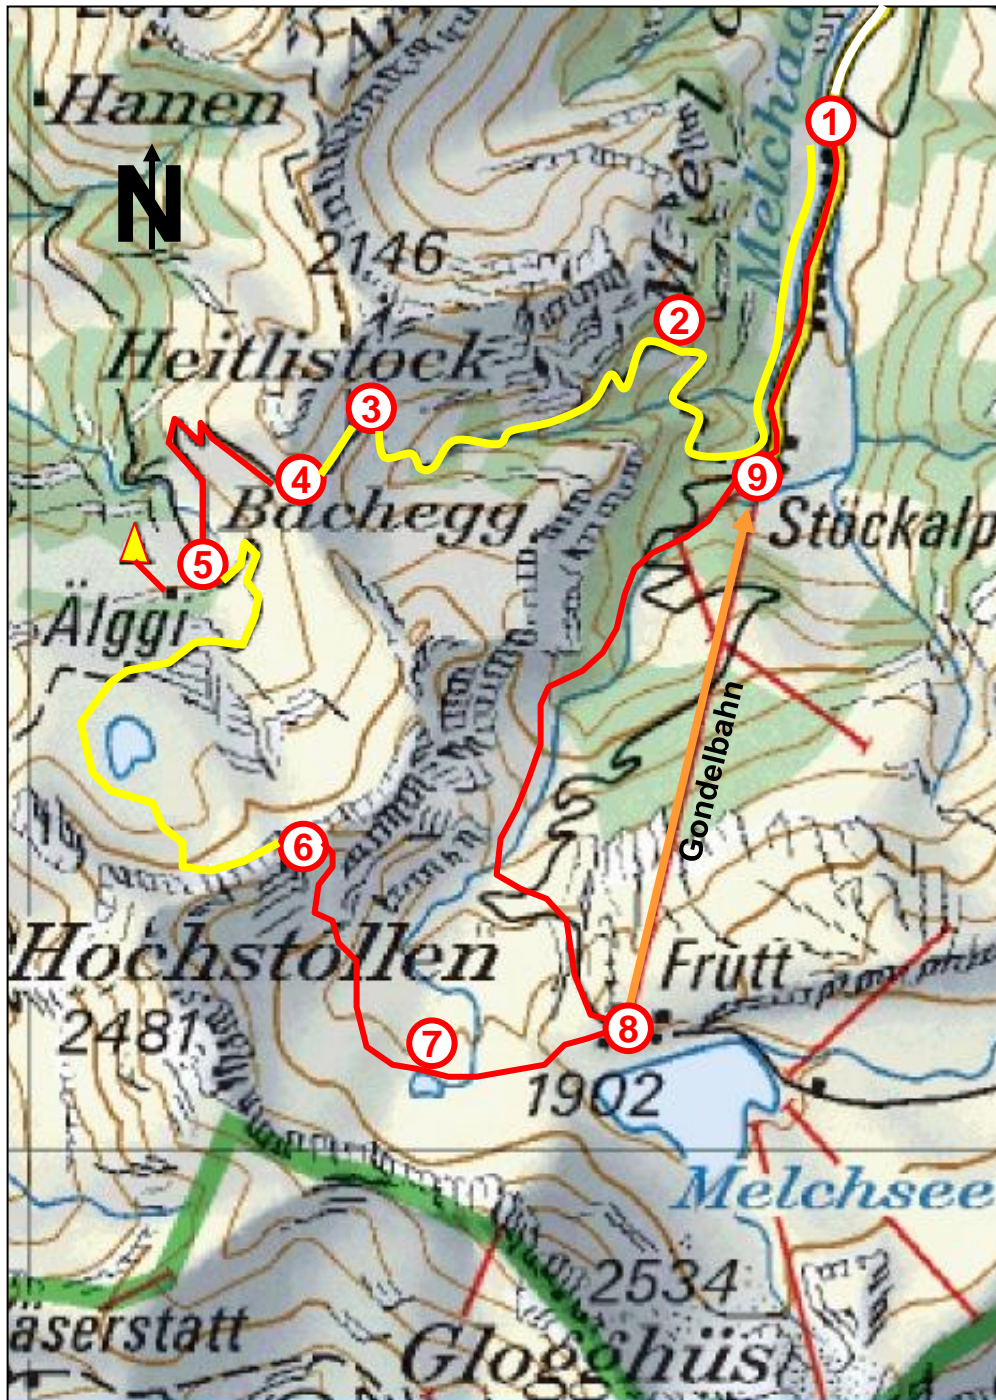 Hanen
N
2146
Melchaa
1
2
Heitlistock
3
4
Bachegg
9
Stöckalp
5
Älggi
Gondelbahn
6
Hochstollen
Frutt
2481
7
8
1902
Melchsee
2534
äserstatt
Glogghüs